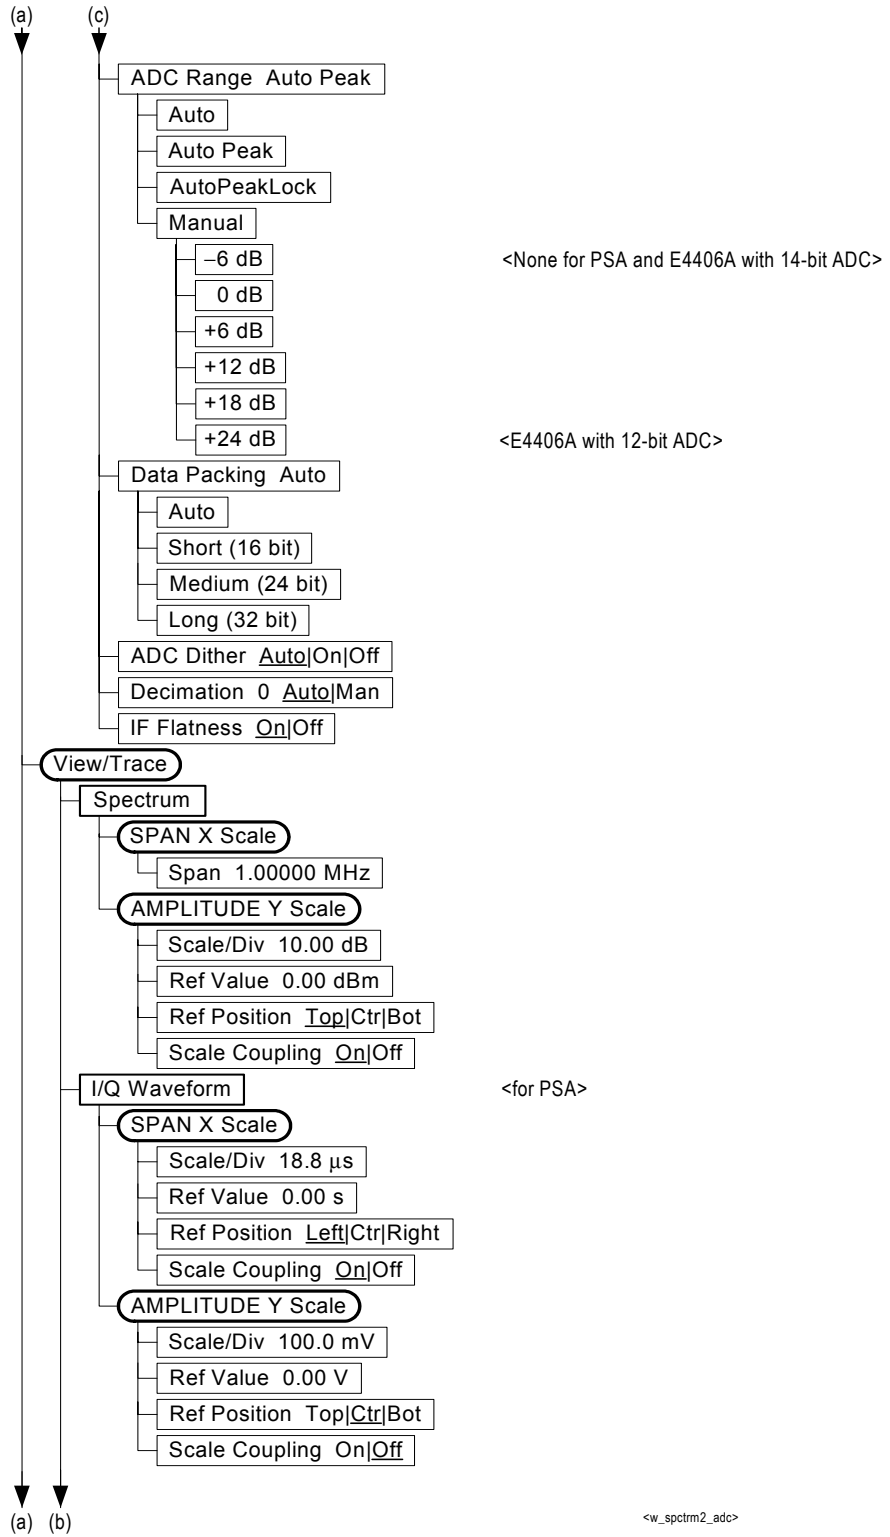 (a) (c)
ADC Range Auto Peak
Auto
Auto Peak
AutoPeakLock
Manual
–6 dB <None for PSA and E4406A with 14-bit ADC>
0 dB
+6 dB
+12 dB
+18 dB
+24 dB <E4406A with 12-bit ADC>
Data Packing Auto
Auto
Short (16 bit)
Medium (24 bit)
Long (32 bit)
ADC Dither Auto|On|Off
Decimation 0 Auto|Man
IF Flatness On|Off
View/Trace
Spectrum
SPAN X Scale
Span 1.00000 MHz
AMPLITUDE Y Scale
Scale/Div 10.00 dB
Ref Value 0.00 dBm
Ref Position Top|Ctr|Bot
Scale Coupling On|Off
I/Q Waveform <for PSA>
SPAN X Scale
Scale/Div 18.8 μs
Ref Value 0.00 s
Ref Position Left|Ctr|Right
Scale Coupling On|Off
AMPLITUDE Y Scale
Scale/Div 100.0 mV
Ref Value 0.00 V
Ref Position Top|Ctr|Bot
Scale Coupling On|Off
(a) (b) <w_spctrm2_adc>